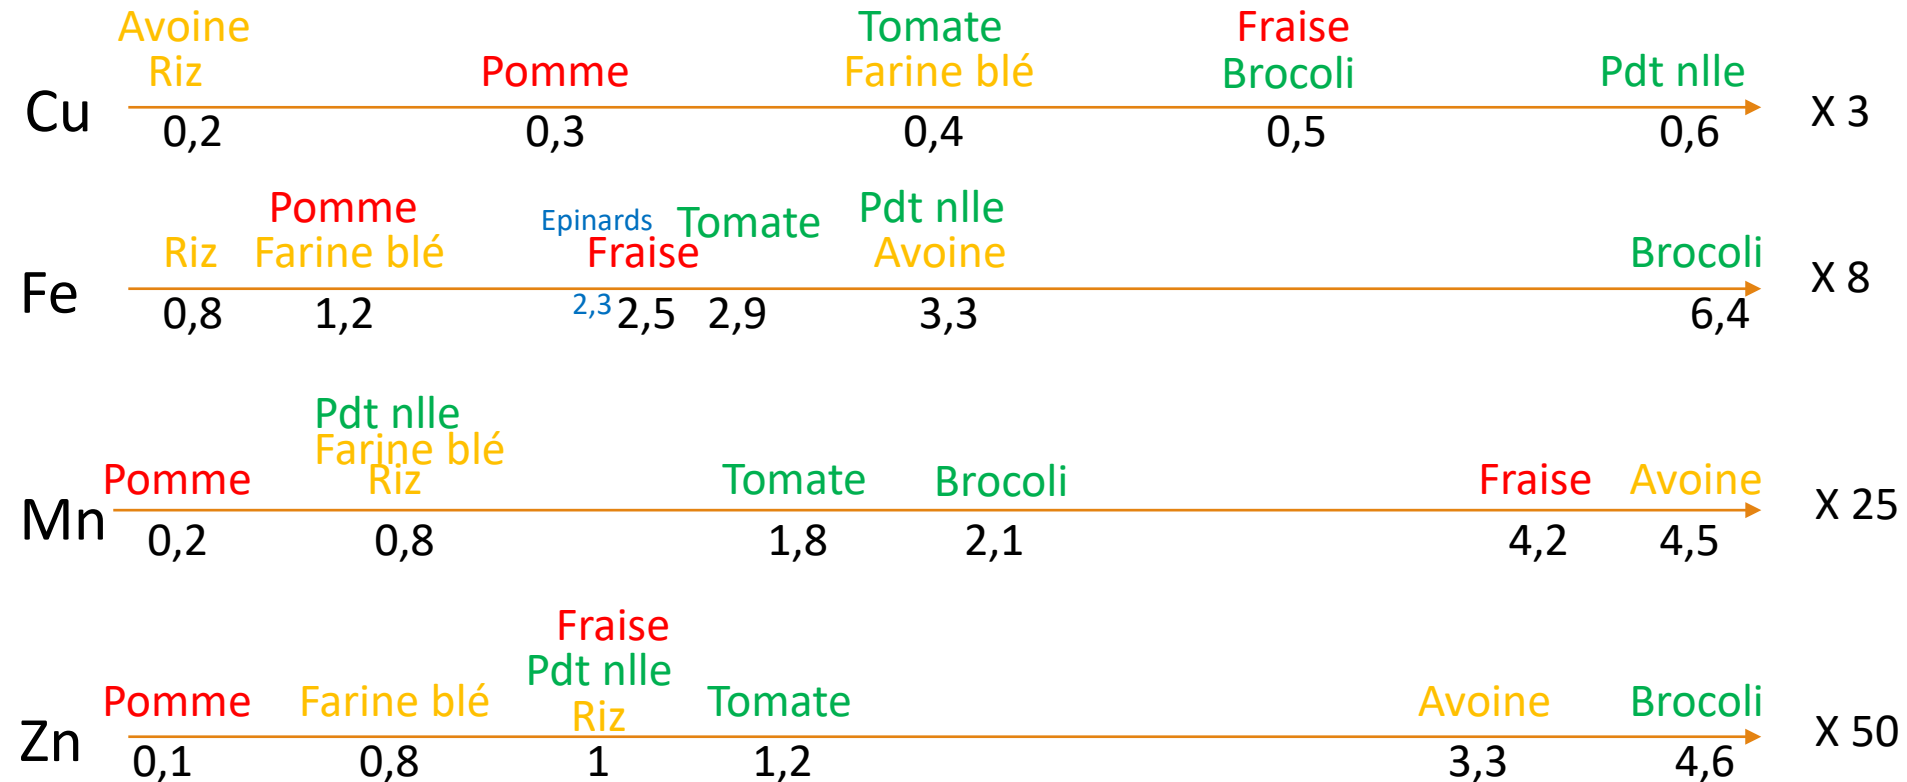 Avoine Tomate Fraise
Riz Pomme Farine blé Brocoli Pdt nlle
Cu X 3
0,2 0,3 0,4 0,5 0,6
Pomme Epinards Tomate Pdt nlle
Riz Farine blé Fraise Avoine Brocoli
Fe X 8
0,8 1,2 2,3 2,5 2,9 3,3 6,4
Pdt nlle
Farine blé
Pomme Riz Tomate Brocoli Fraise Avoine
Mn X 25
0,2 0,8 1,8 2,1 4,2 4,5
Fraise
Pdt nlle
Pomme Farine blé Riz Tomate Avoine Brocoli
Zn X 50
0,1 0,8 1 1,2 3,3 4,6